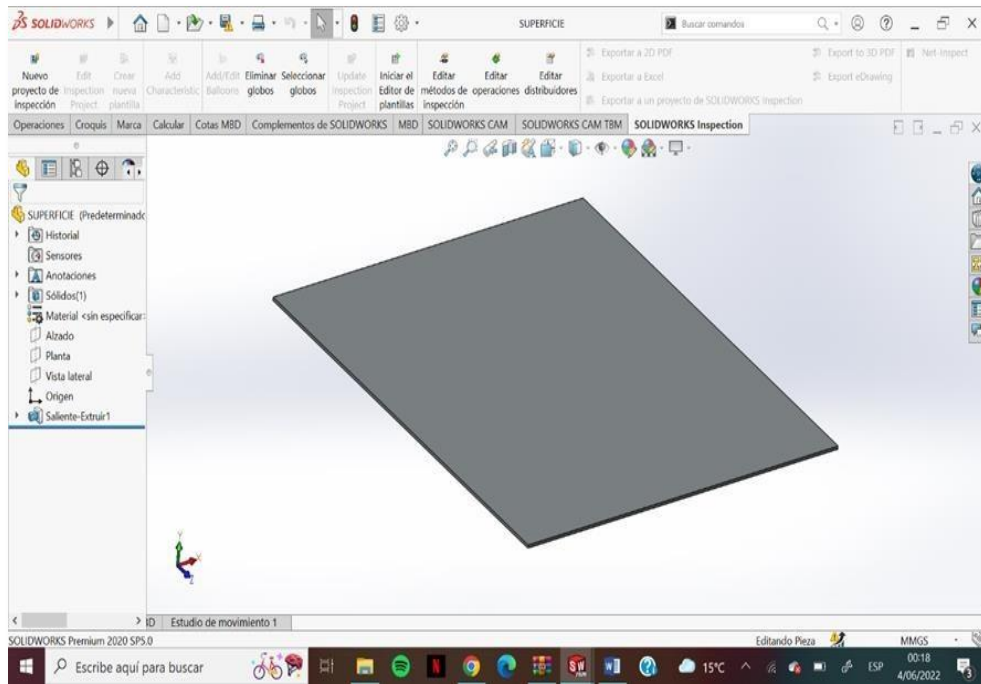 SOLIDWORKS
SUPERFICIE
Buscar comandos
Nuevo proyecto de inspección
Edit Inspection Project
Crear nueva plantilla
Add Characteristic
Add/Edit Balloons
Eliminar globos
Seleccionar globos
Update Inspection Project
Iniciar el Editor de plantillas
Editar métodos de inspección
Editar operaciones
Editar distribuidores
Exportar a 2D PDF
Exportar a Excel
Exportar a un proyecto de SOLIDWORKS Inspection
Export to 3D PDF
Export eDrawing
Net-Inspect
Operaciones Croquis Marca Calcular Cotas MBD Complementos de SOLIDWORKS MBD SOLIDWORKS CAM SOLIDWORKS CAM TBM SOLIDWORKS Inspection
SUPERFICIE (Predeterminado
Historial
Sensores
Anotaciones
Sólidos(1)
Material <sin especificar>
Alzado
Planta
Vista lateral
Origen
Saliente-Extruir1
Y
X
Z
3D Estudio de movimiento 1
SOLIDWORKS Premium 2020 SP5.0
Editando Pieza
MMGS
Escribe aquí para buscar
15°C
ESP
00:18
4/06/2022